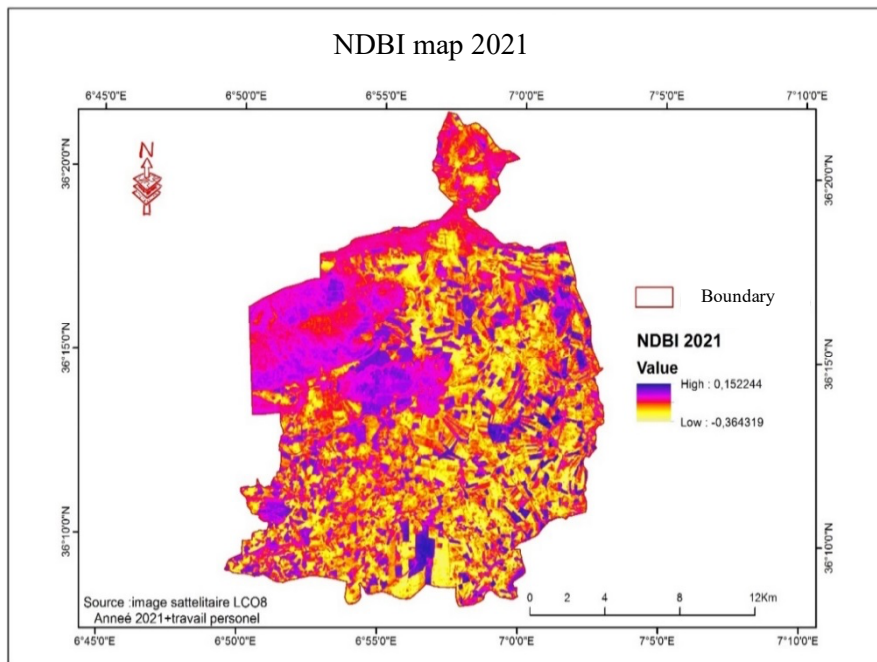 NDBI map 2021
6°45'0"E 6°50'0"E 6°55'0"E 7°0'0"E 7°5'0"E 7°10'0"E
N
36°20'0"N 36°20'0"N
Boundary
NDBI 2021
36°15'0"N 36°15'0"N
Value
High : 0,152244
Low : -0,364319
36°10'0"N 36°10'0"N
Source :image sattelitaire LCO8
Anneé 2021+travail personel
0 2 4 8 12Km
6°45'0"E 6°50'0"E 6°55'0"E 7°0'0"E 7°5'0"E 7°10'0"E